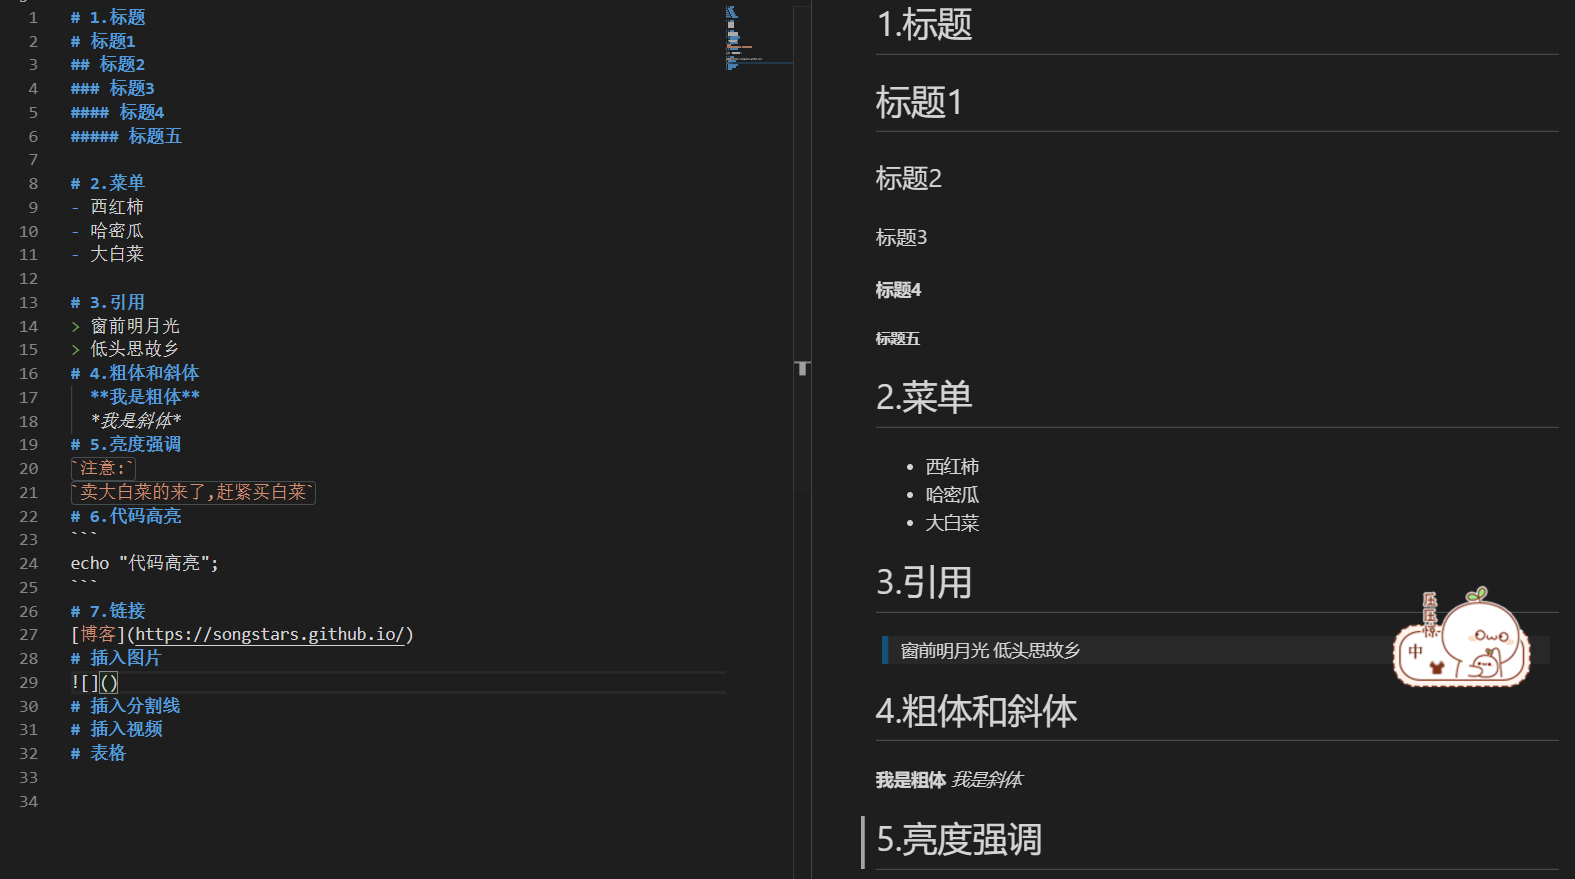 1 # 1.标题
2 # 标题1
3 ## 标题2
4 ### 标题3
5 #### 标题4
6 ##### 标题五
7
8 # 2.菜单
9 - 西红柿
10 - 哈密瓜
11 - 大白菜
12
13 # 3.引用
14 > 窗前明月光
15 > 低头思故乡
16 # 4.粗体和斜体
17 **我是粗体**
18 *我是斜体*
19 # 5.亮度强调
20 `注意:`
21 `卖大白菜的来了,赶紧买白菜`
22 # 6.代码高亮
23 ```
24 echo "代码高亮";
25 ```
26 # 7.链接
27 [博客](https://songstars.github.io/)
28 # 插入图片
29 ![]()
30 # 插入分割线
31 # 插入视频
32 # 表格
33
34
1.标题
标题1
标题2
标题3
标题4
标题五
2.菜单
• 西红柿
• 哈密瓜
• 大白菜
3.引用
窗前明月光 低头思故乡
4.粗体和斜体
我是粗体 我是斜体
5.亮度强调
压压惊
中